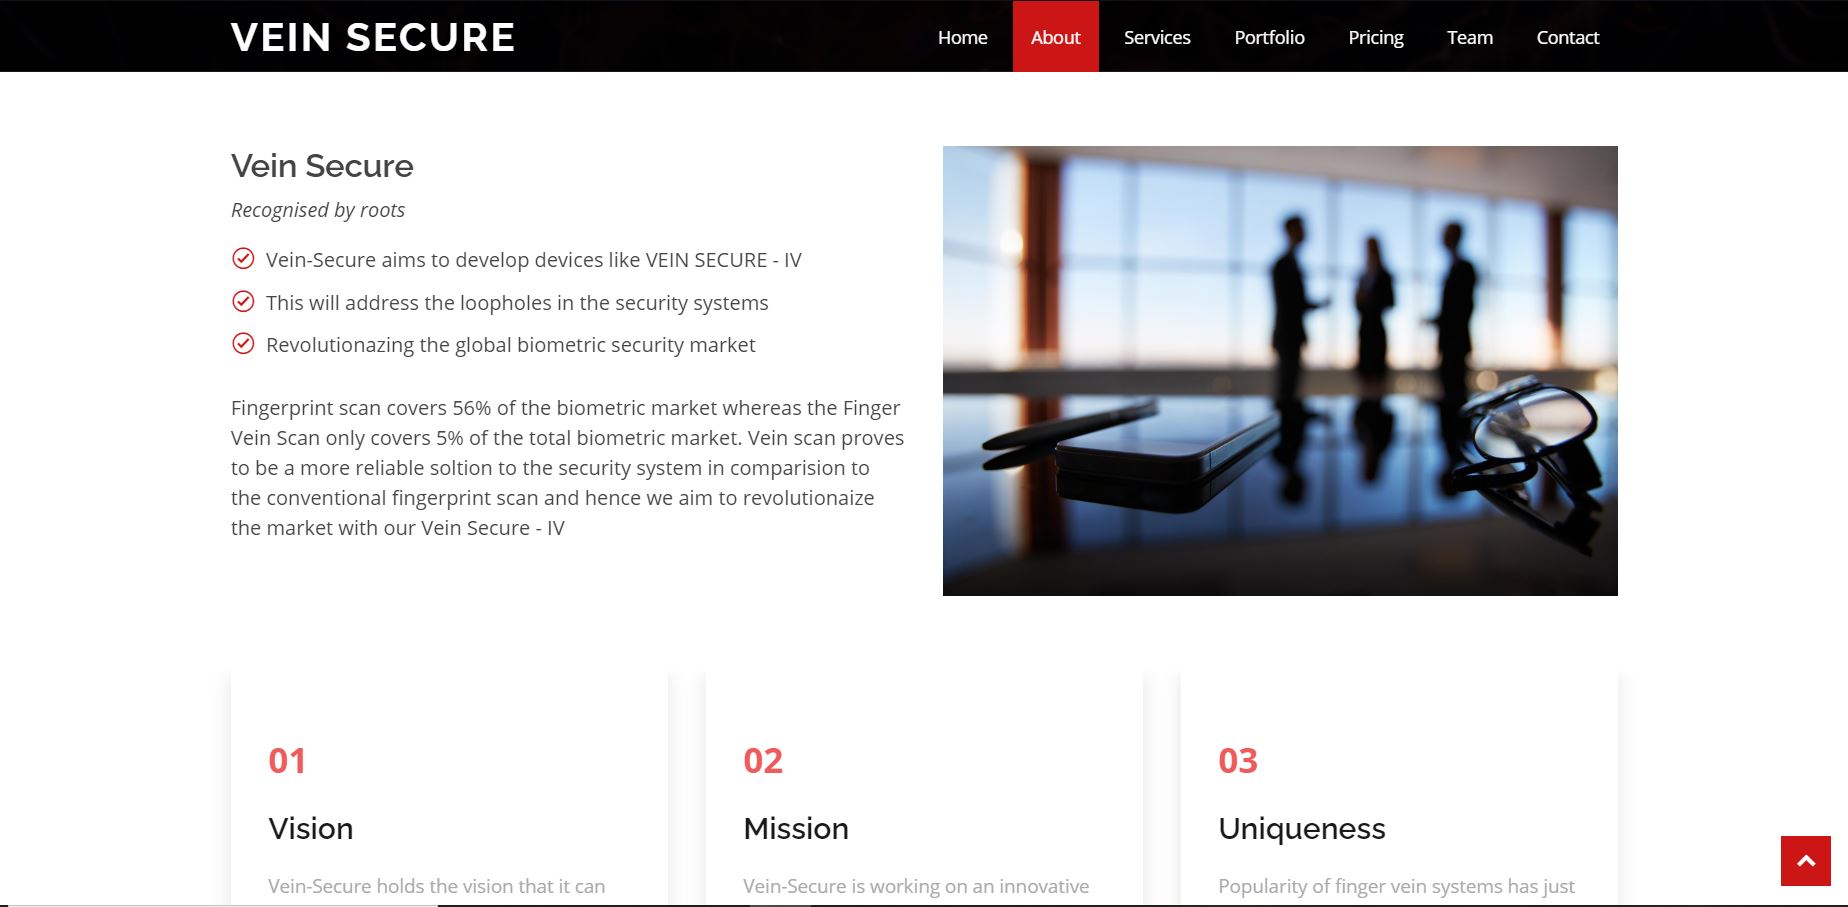 VEIN SECURE
Home
About
Services
Portfolio
Pricing
Team
Contact
Vein Secure
Recognised by roots
Vein-Secure aims to develop devices like VEIN SECURE - IV
This will address the loopholes in the security systems
Revolutionazing the global biometric security market
Fingerprint scan covers 56% of the biometric market whereas the Finger
Vein Scan only covers 5% of the total biometric market. Vein scan proves
to be a more reliable soltion to the security system in comparision to
the conventional fingerprint scan and hence we aim to revolutionaize
the market with our Vein Secure - IV
01
Vision
Vein-Secure holds the vision that it can
02
Mission
Vein-Secure is working on an innovative
03
Uniqueness
Popularity of finger vein systems has just